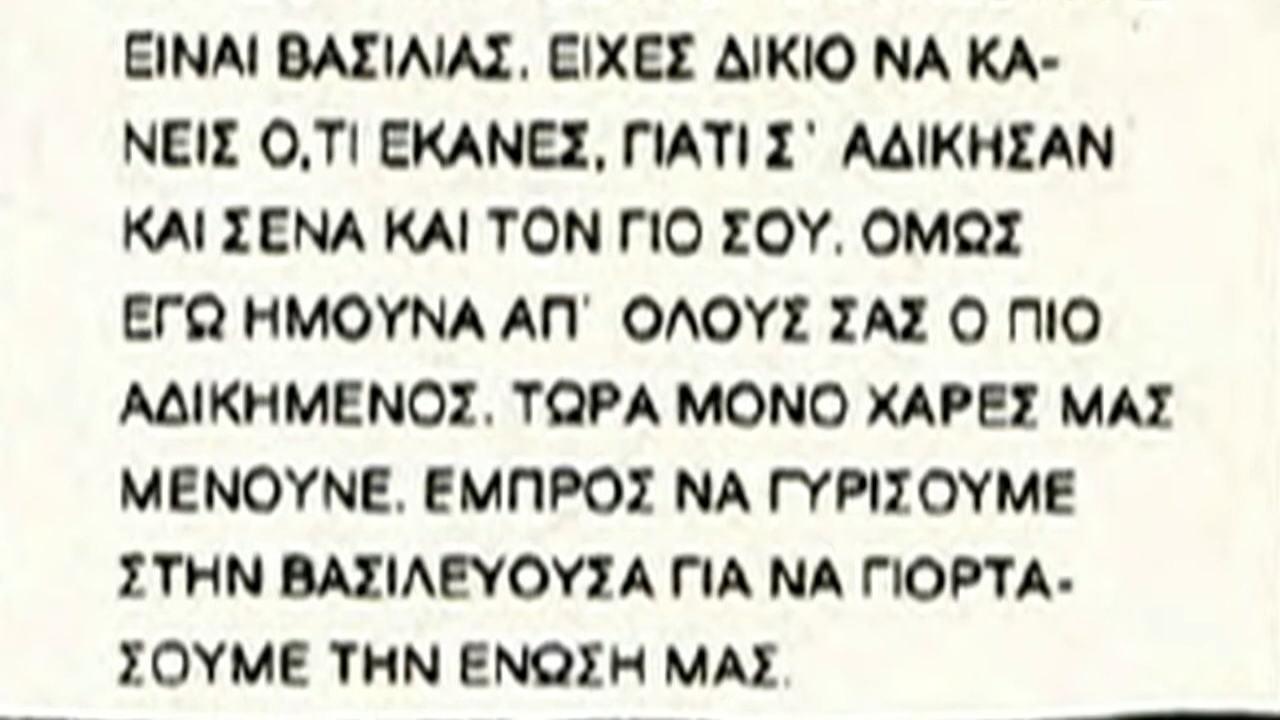 ΕΙΝΑΙ ΒΑΣΙΛΙΑΣ. ΕΙΧΕΣ ΔΙΚΙΟ ΝΑ ΚΑ-
ΝΕΙΣ Ο,ΤΙ ΕΚΑΝΕΣ, ΓΙΑΤΙ Σ' ΑΔΙΚΗΣΑΝ
ΚΑΙ ΣΕΝΑ ΚΑΙ ΤΟΝ ΓΙΟ ΣΟΥ. ΟΜΩΣ
ΕΓΩ ΗΜΟΥΝΑ ΑΠ' ΟΛΟΥΣ ΣΑΣ Ο ΠΙΟ
ΑΔΙΚΗΜΕΝΟΣ. ΤΩΡΑ ΜΟΝΟ ΧΑΡΕΣ ΜΑΣ
ΜΕΝΟΥΝΕ. ΕΜΠΡΟΣ ΝΑ ΓΥΡΙΣΟΥΜΕ
ΣΤΗΝ ΒΑΣΙΛΕΥΟΥΣΑ ΓΙΑ ΝΑ ΓΙΟΡΤΑ-
ΣΟΥΜΕ ΤΗΝ ΕΝΩΣΗ ΜΑΣ.